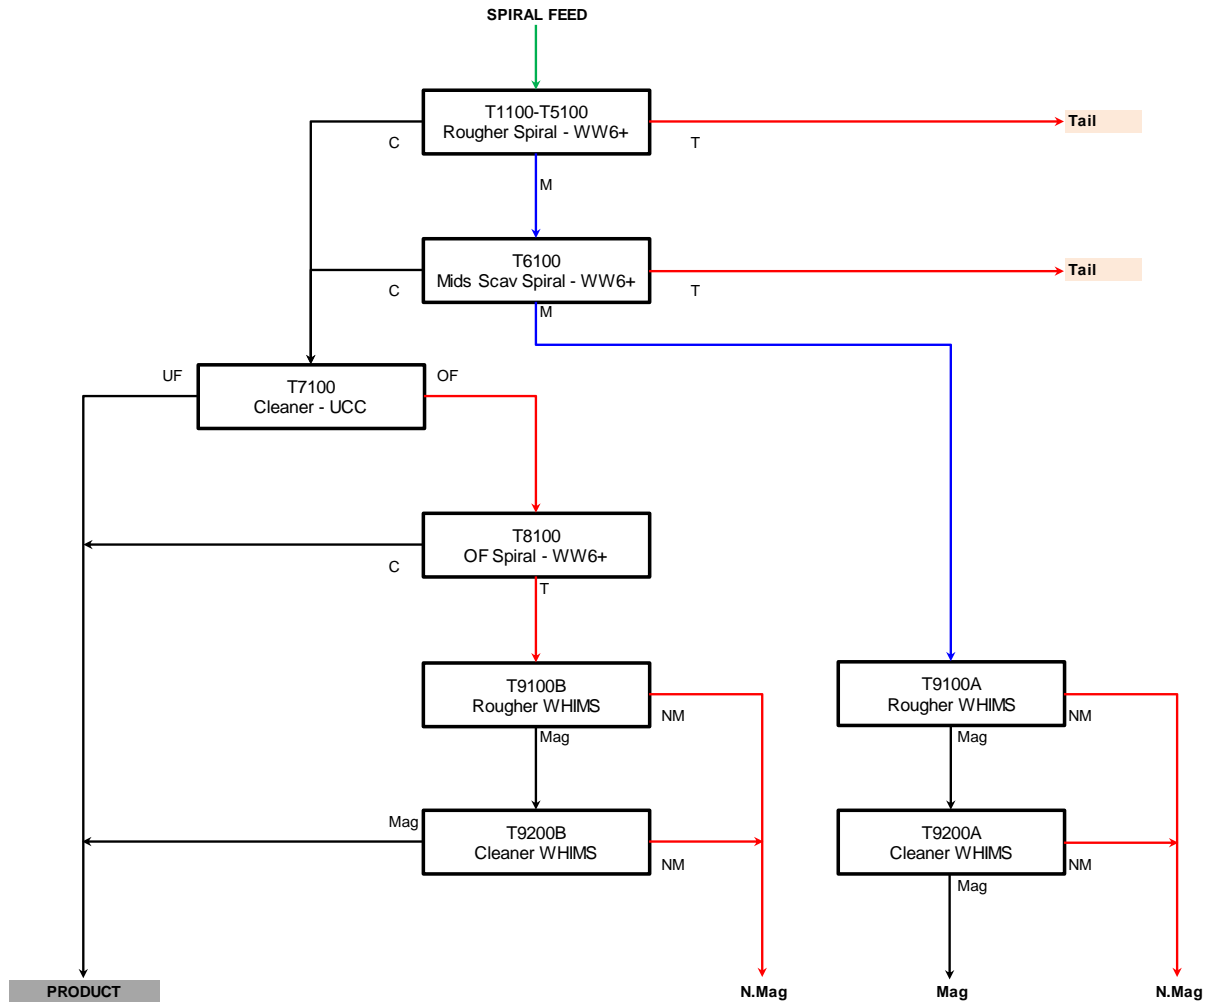 SPIRAL FEED
T1100-T5100
Rougher Spiral - WW6+
Tail
C
T
M
T6100
Mids Scav Spiral - WW6+
Tail
C
T
M
UF
OF
T7100
Cleaner - UCC
T8100
OF Spiral - WW6+
C
T
T9100B
Rougher WHIMS
NM
Mag
T9100A
Rougher WHIMS
NM
Mag
Mag
T9200B
Cleaner WHIMS
NM
T9200A
Cleaner WHIMS
NM
Mag
PRODUCT
N.Mag
Mag
N.Mag